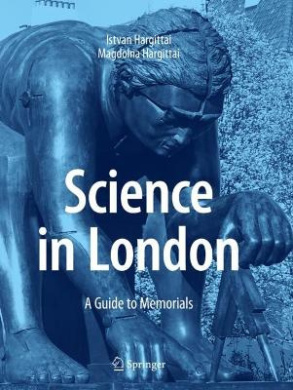 Istvan Hargittai
Magdolna Hargittai
Science
in London
A Guide to Memorials
Springer